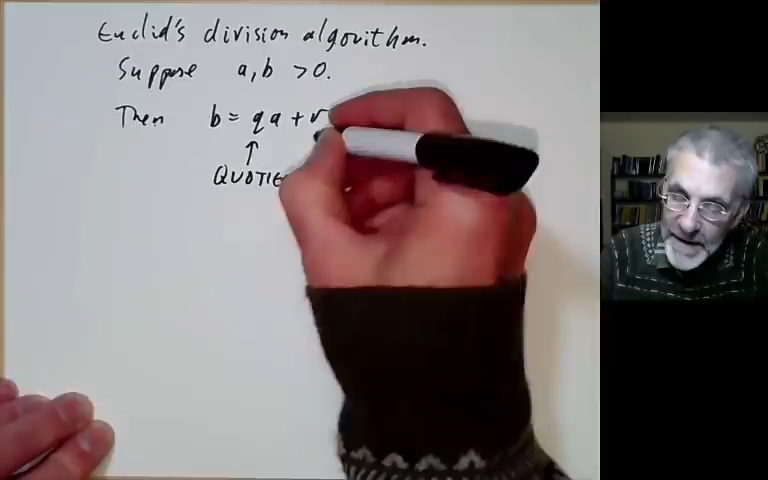 Euclid's division algorithm.
Suppose a, b > 0.
Then b = qa + r
↑
QUOTIE